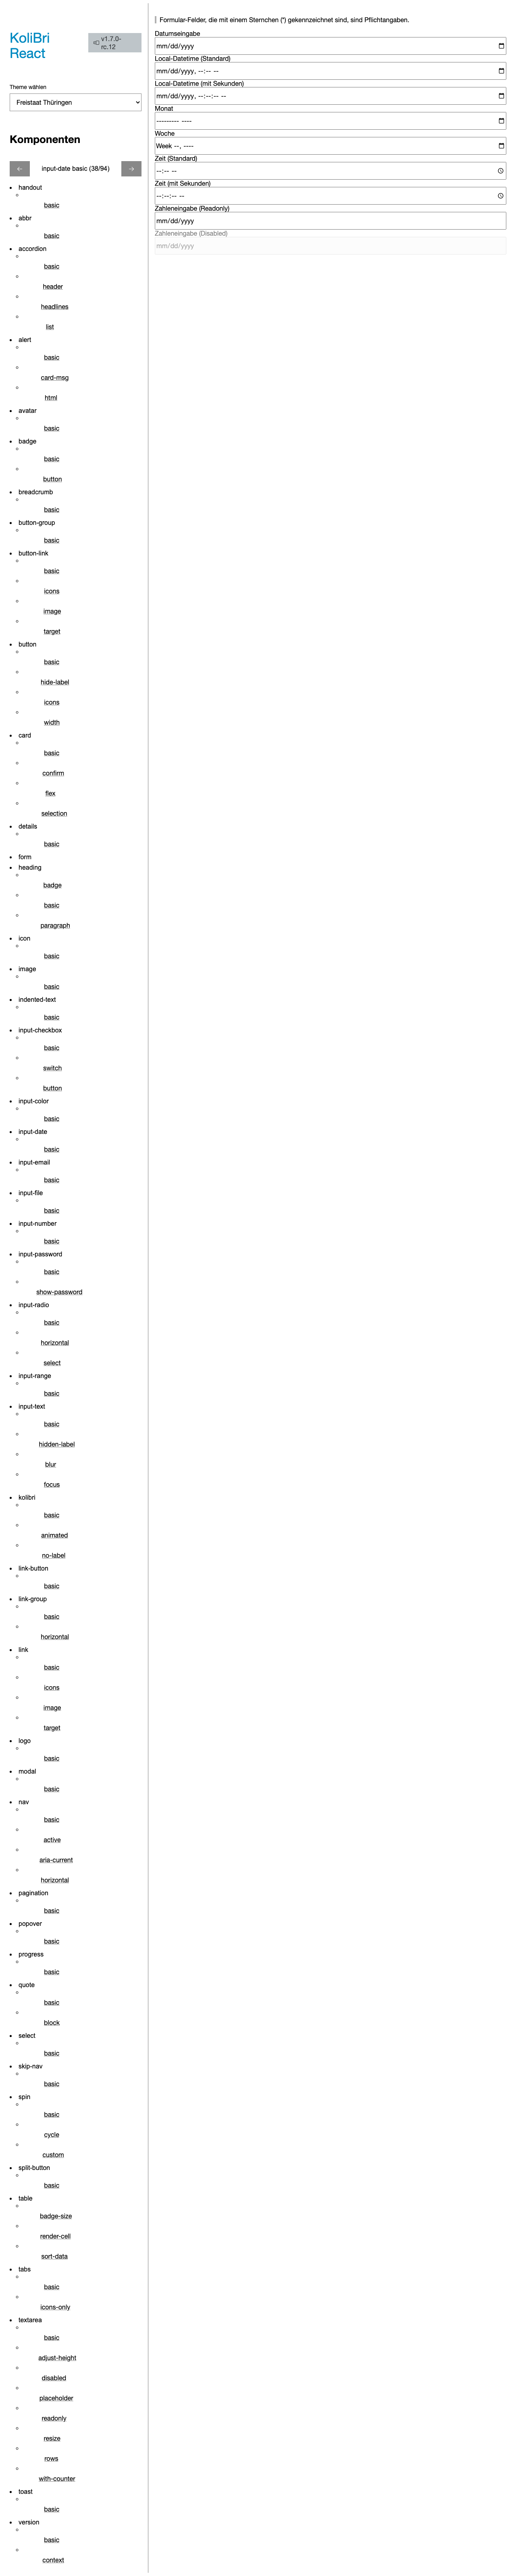 KoliBri
React
v1.7.0-
rc.12
Theme wählen
Freistaat Thüringen
Komponenten
input-date basic (38/94)
handout
basic
abbr
basic
accordion
basic
header
headlines
list
alert
basic
card-msg
html
avatar
basic
badge
basic
button
breadcrumb
basic
button-group
basic
button-link
basic
icons
image
target
button
basic
hide-label
icons
width
card
basic
confirm
flex
selection
details
basic
form
heading
badge
basic
paragraph
icon
basic
image
basic
indented-text
basic
input-checkbox
basic
switch
button
input-color
basic
input-date
basic
input-email
basic
input-file
basic
input-number
basic
input-password
basic
show-password
input-radio
basic
horizontal
select
input-range
basic
input-text
basic
hidden-label
blur
focus
kolibri
basic
animated
no-label
link-button
basic
link-group
basic
horizontal
link
basic
icons
image
target
logo
basic
modal
basic
nav
basic
active
aria-current
horizontal
pagination
basic
popover
basic
progress
basic
quote
basic
block
select
basic
skip-nav
basic
spin
basic
cycle
custom
split-button
basic
table
badge-size
render-cell
sort-data
tabs
basic
icons-only
textarea
basic
adjust-height
disabled
placeholder
readonly
resize
rows
with-counter
toast
basic
version
basic
context
Formular-Felder, die mit einem Sternchen (*) gekennzeichnet sind, sind Pflichtangaben.
Datumseingabe
mm/dd/yyyy
Local-Datetime (Standard)
mm/dd/yyyy, --:-- --
Local-Datetime (mit Sekunden)
mm/dd/yyyy, --:--:-- --
Monat
--------- ----
Woche
Week --, ----
Zeit (Standard)
--:-- --
Zeit (mit Sekunden)
--:--:-- --
Zahleneingabe (Readonly)
mm/dd/yyyy
Zahleneingabe (Disabled)
mm/dd/yyyy